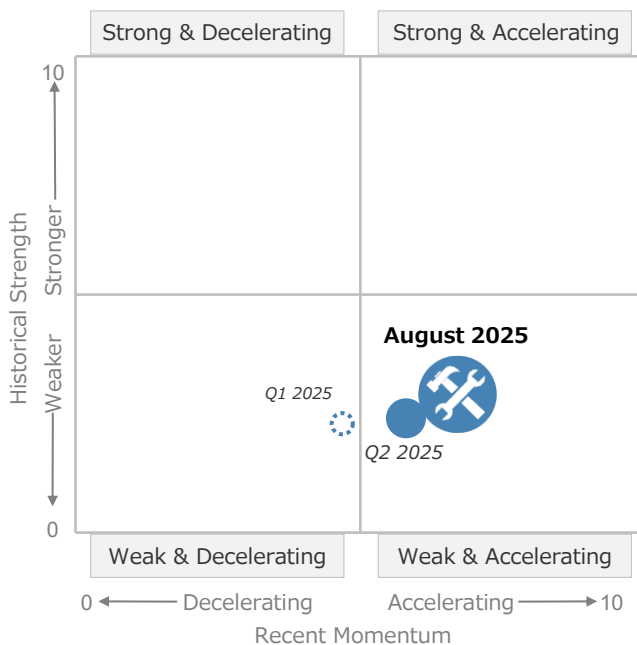 Strong & Decelerating
Strong & Accelerating
10
Historical Strength
Stronger
Weaker
August 2025
Q1 2025
Q2 2025
0
Weak & Decelerating
Weak & Accelerating
0
Decelerating
Accelerating
10
Recent Momentum